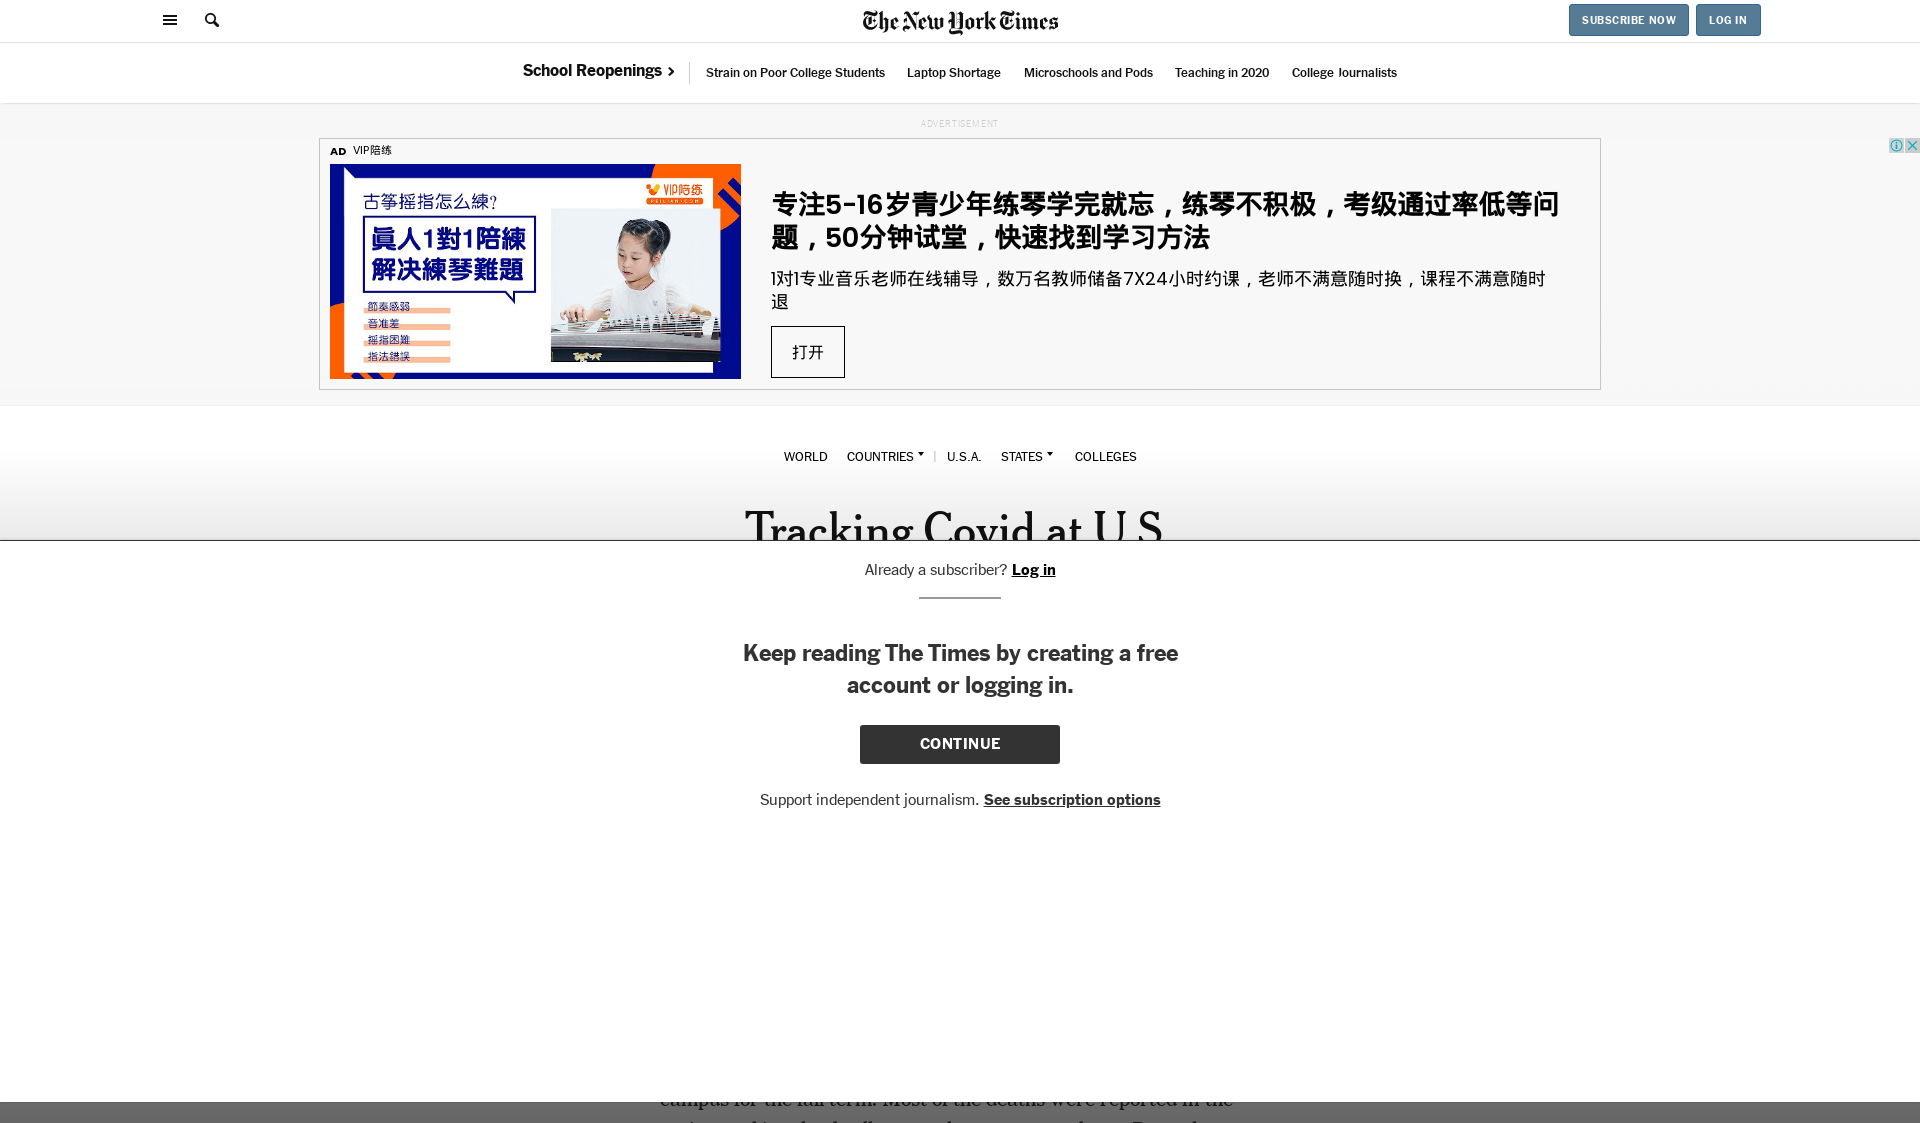 The New York Times
SUBSCRIBE NOW
LOG IN
School Reopenings
Strain on Poor College Students
Laptop Shortage
Microschools and Pods
Teaching in 2020
College Journalists
ADVERTISEMENT
AD VIP陪练
VIP陪练
PEILIAN.COM
古筝摇指怎么練?
眞人1對1陪練
解决練琴難題
節奏感弱
音准差
摇指困難
指法錯誤
专注5-16岁青少年练琴学完就忘，练琴不积极，考级通过率低等问
题，50分钟试堂，快速找到学习方法
1对1专业音乐老师在线辅导，数万名教师储备7X24小时约课，老师不满意随时换，课程不满意随时
退
打开
WORLD COUNTRIES | U.S.A. STATES COLLEGES
Tracking Covid at U.S.
Already a subscriber? Log in
Keep reading The Times by creating a free
account or logging in.
CONTINUE
Support independent journalism. See subscription options
campus for the fall term. Most of the deaths were reported in the